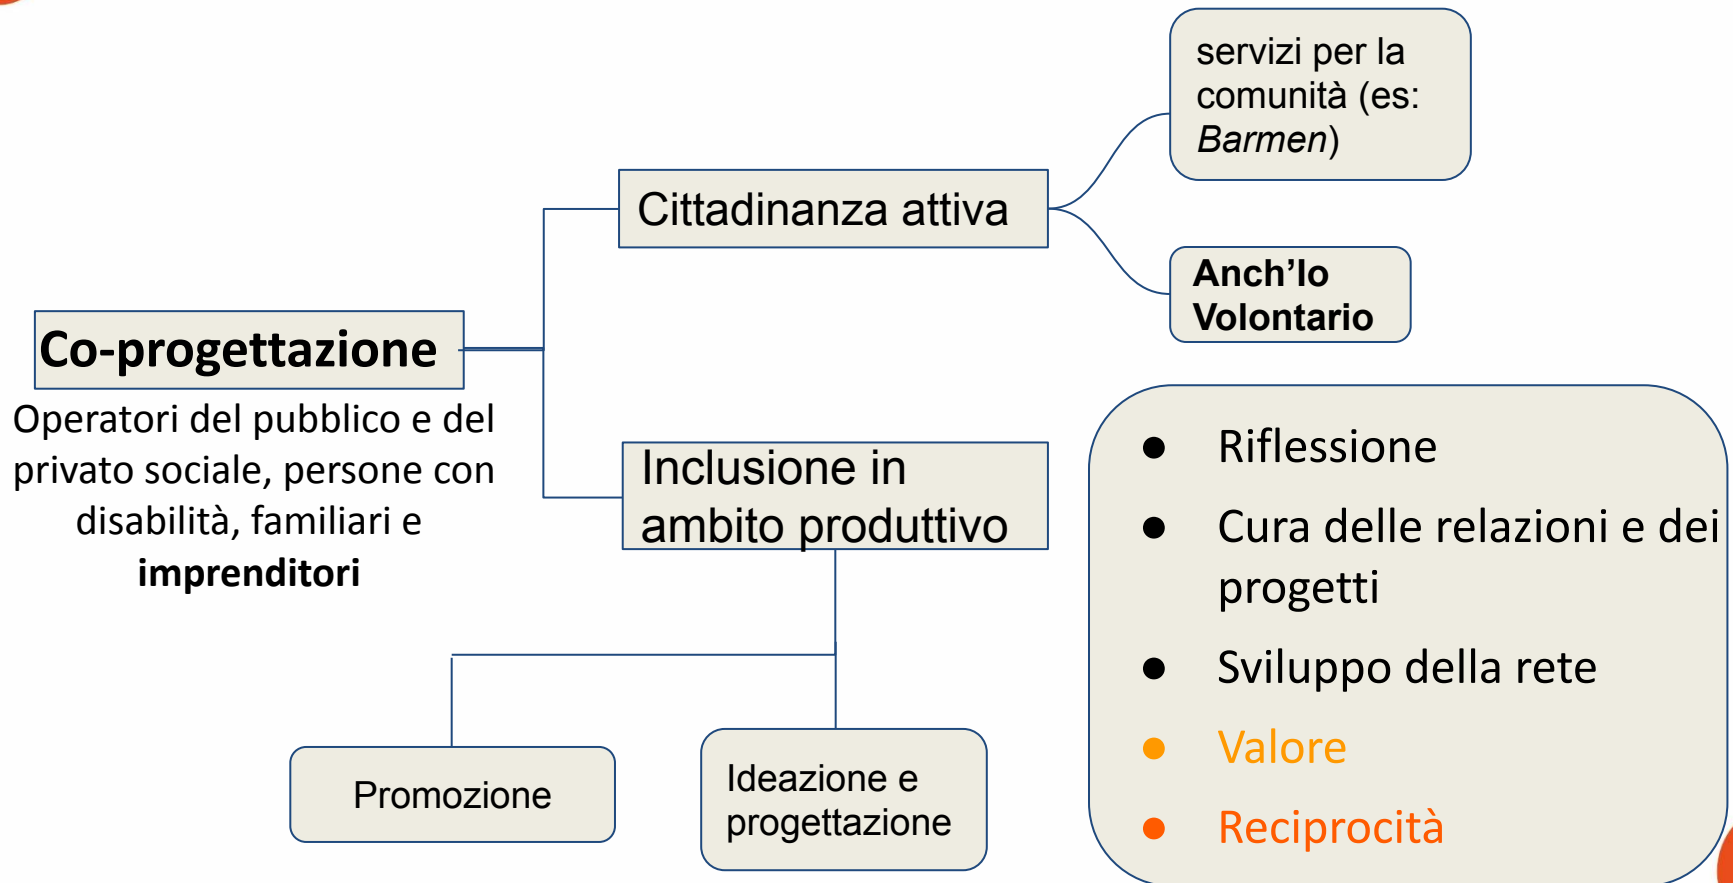 servizi per la
comunità (es:
Barmen)
Cittadinanza attiva
Anch’Io
Volontario
Co-progettazione
Operatori del pubblico e del
privato sociale, persone con
disabilità, familiari e
imprenditori
Inclusione in
ambito produttivo
Promozione
Ideazione e
progettazione
● Riflessione
● Cura delle relazioni e dei
progetti
● Sviluppo della rete
● Valore
● Reciprocità